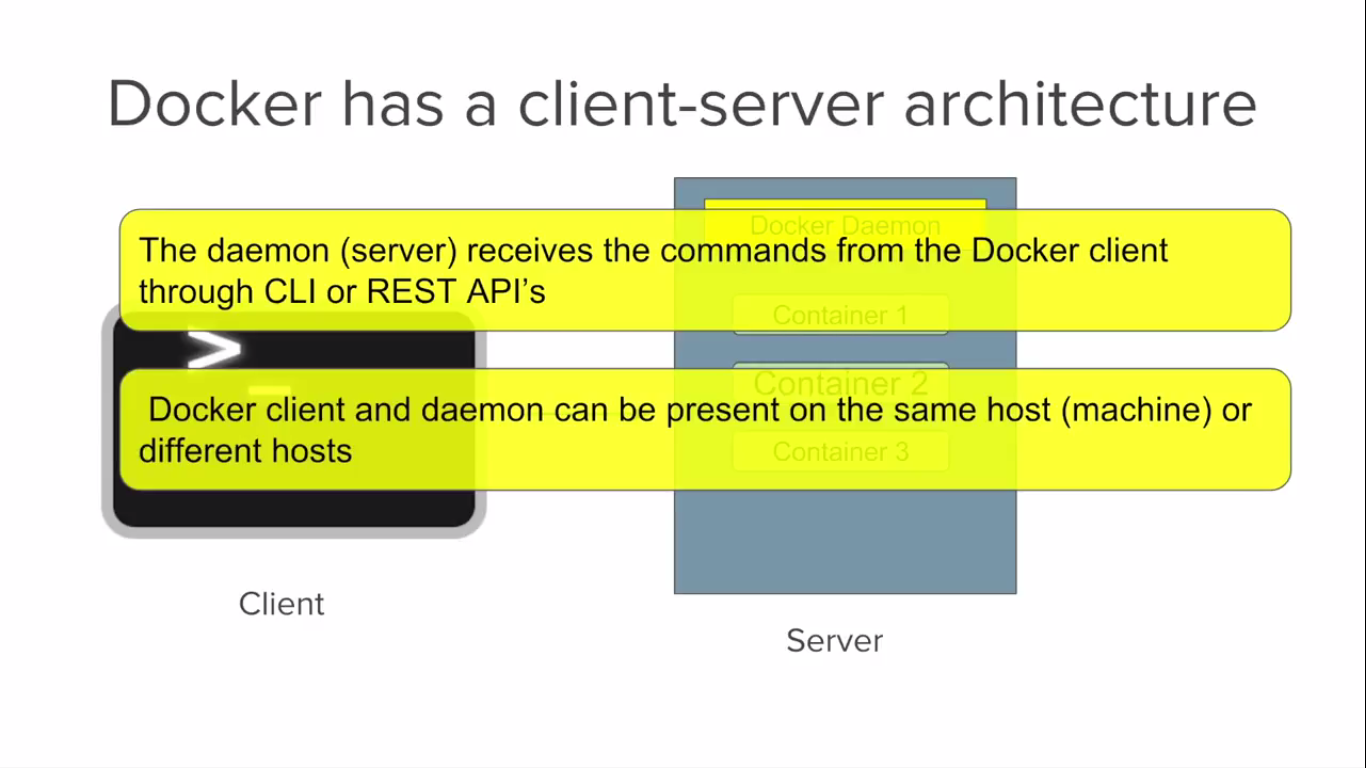 Docker has a client-server architecture
Docker Daemon
The daemon (server) receives the commands from the Docker client
through CLI or REST API’s
Container 1
>_
Container 2
Docker client and daemon can be present on the same host (machine) or
different hosts
Container 3
Client
Server